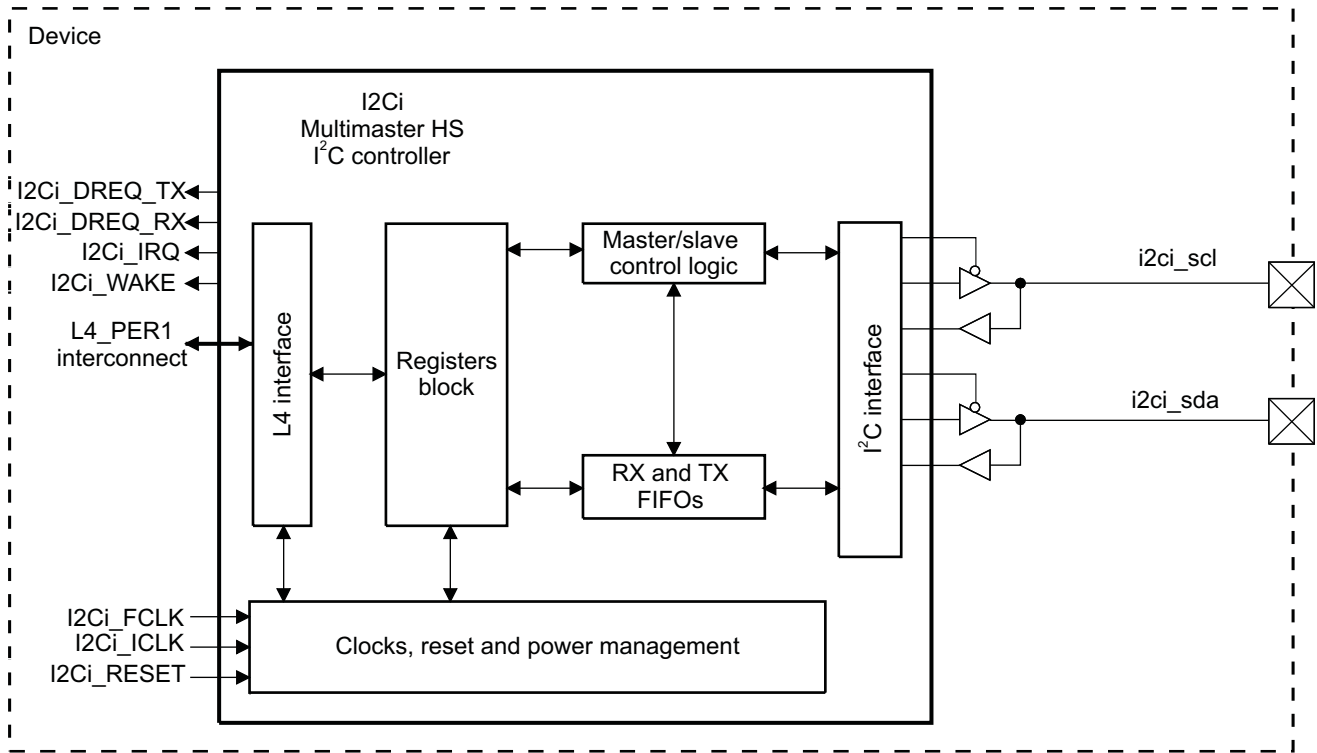 Device
I2Ci
Multimaster HS
I²C controller
I2Ci_DREQ_TX
I2Ci_DREQ_RX
I2Ci_IRQ
I2Ci_WAKE
L4_PER1
interconnect
L4 interface
Registers
block
Master/slave
control logic
RX and TX
FIFOs
I²C interface
i2ci_scl
i2ci_sda
I2Ci_FCLK
I2Ci_ICLK
I2Ci_RESET
Clocks, reset and power management